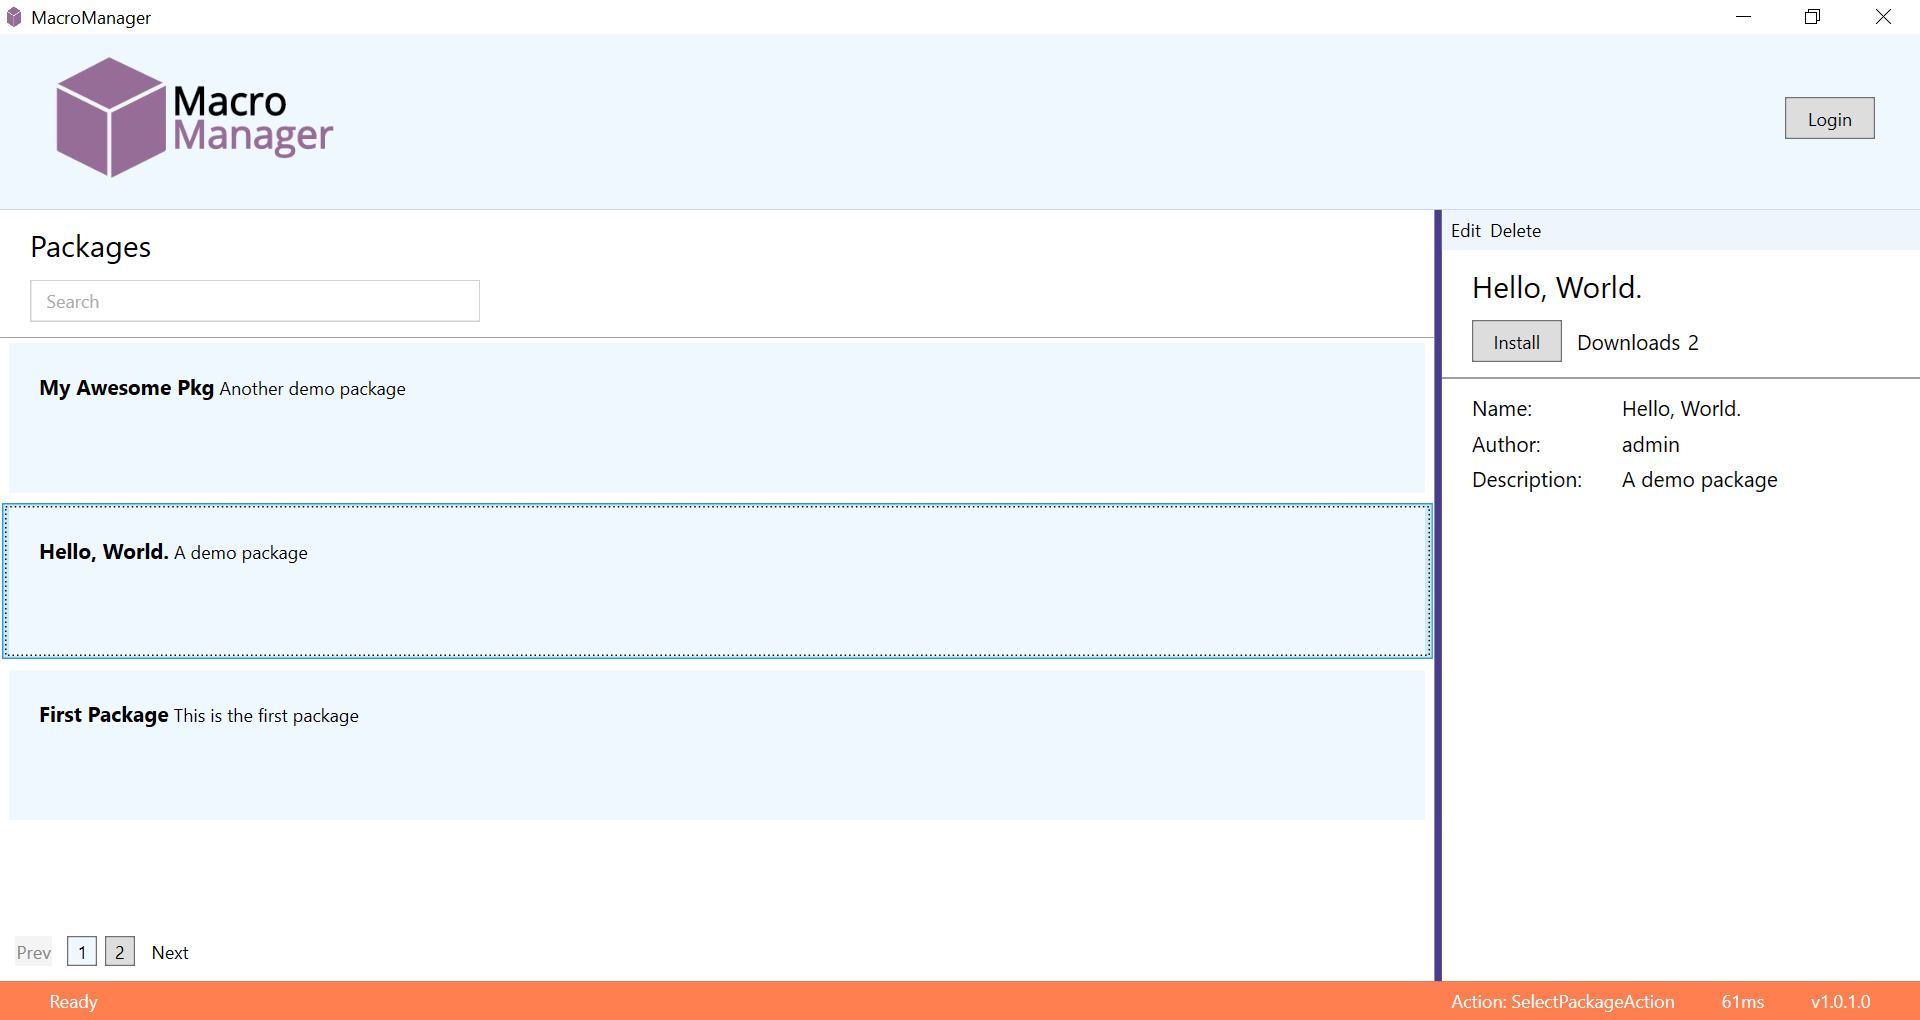 MacroManager
Macro
Manager
Login
Packages
Search
My Awesome Pkg Another demo package
Hello, World. A demo package
First Package This is the first package
Prev 1 2 Next
Edit Delete
Hello, World.
Install Downloads 2
Name: Hello, World.
Author: admin
Description: A demo package
Ready Action: SelectPackageAction 61ms v1.0.1.0